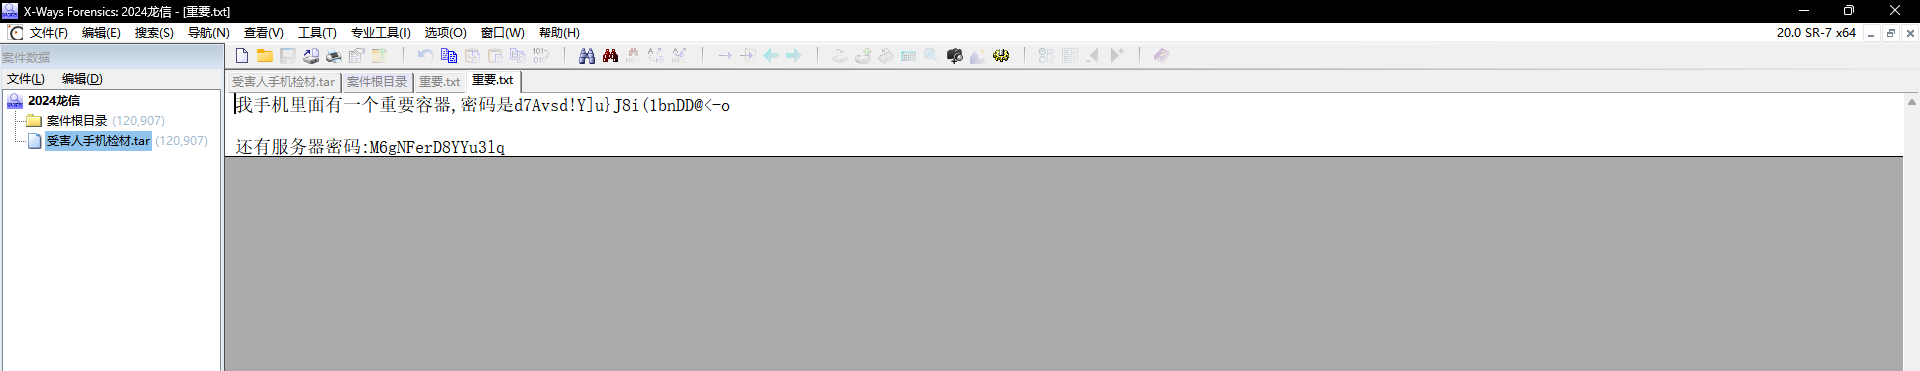 X-Ways Forensics: 2024龙信 - [重要.txt]
文件(F) 编辑(E) 搜索(S) 导航(N) 查看(V) 工具(T) 专业工具(I) 选项(O) 窗口(W) 帮助(H) 20.0 SR-7 x64
案件数据
文件(L) 编辑(D)
受害人手机检材.tar 案件根目录 重要.txt 重要.txt
2024龙信
案件根目录 (120,907)
受害人手机检材.tar (120,907)
我手机里面有一个重要容器,密码是d7Avsd!Y]u}J8i(1bnDD@<-o
还有服务器密码:M6gNFerD8YYu3lq